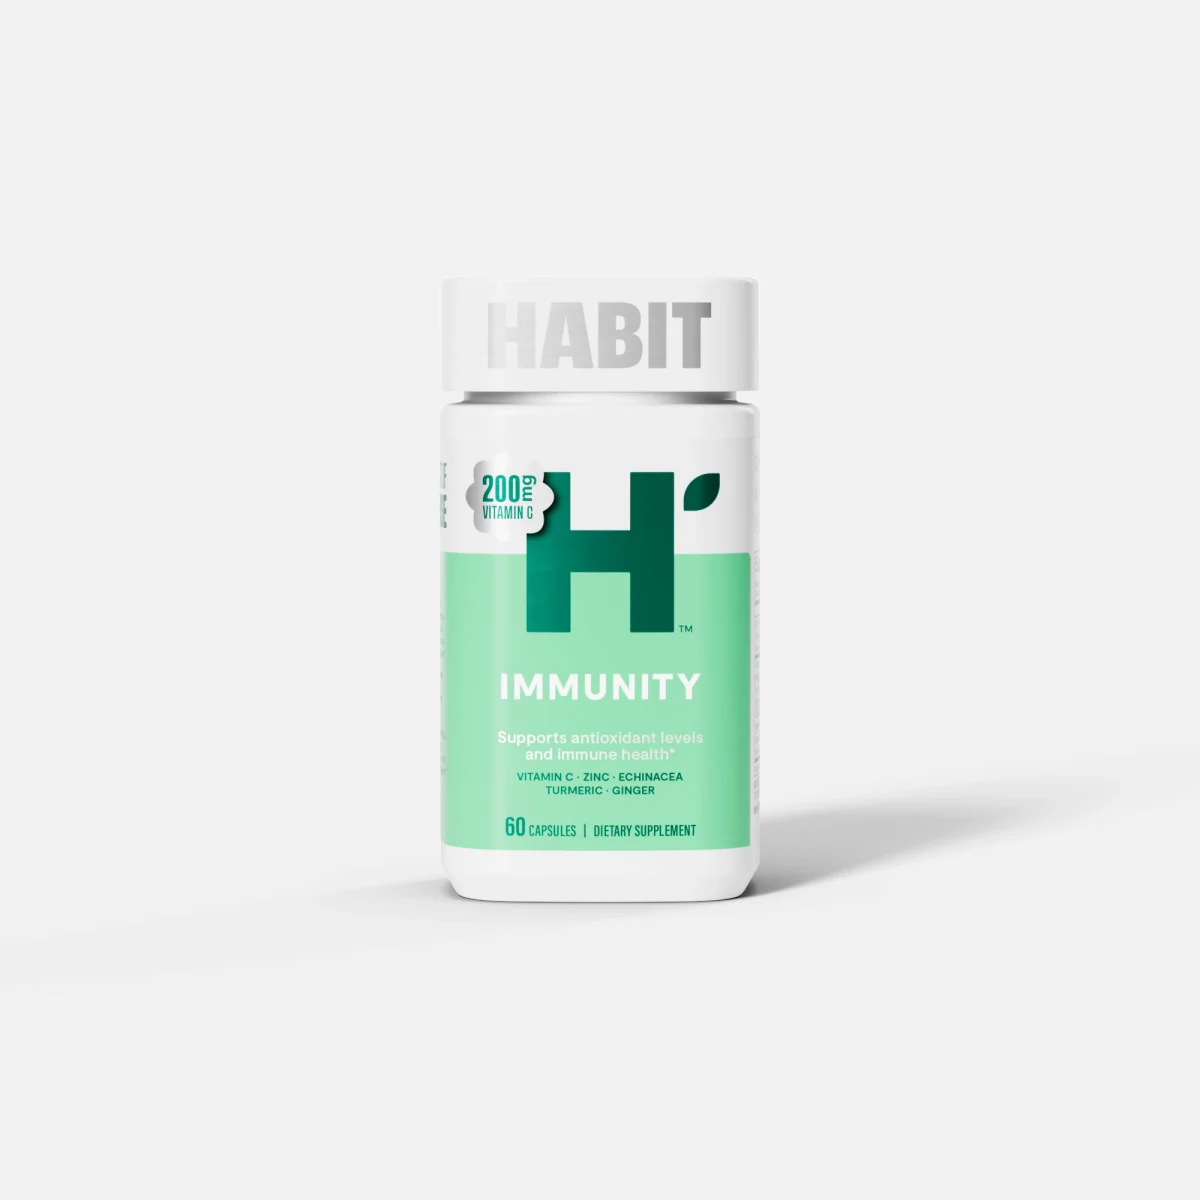 HABIT
200mg
VITAMIN C
H
TM
IMMUNITY
Supports antioxidant levels
and immune health*
VITAMIN C · ZINC · ECHINACEA
TURMERIC · GINGER
60 CAPSULES | DIETARY SUPPLEMENT